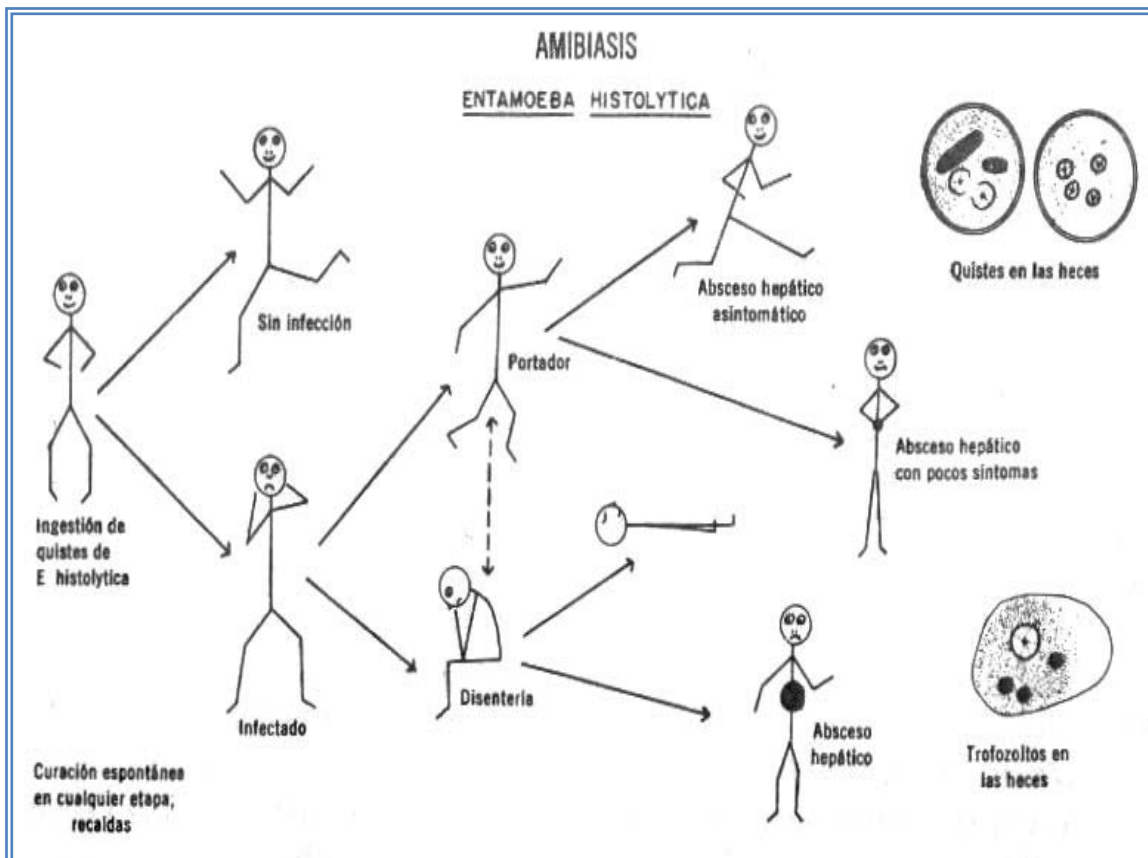 AMIBIASIS
ENTAMOEBA HISTOLYTICA
Quistes en las heces
Absceso hepático
asintomático
Sin infección
Portador
Absceso hepático
con pocos síntomas
Ingestión de
quistes de
E histolytica
Infectado
Disentería
Absceso
hepático
Trofozoítos en
las heces
Curación espontánea
en cualquier etapa;
recaídas